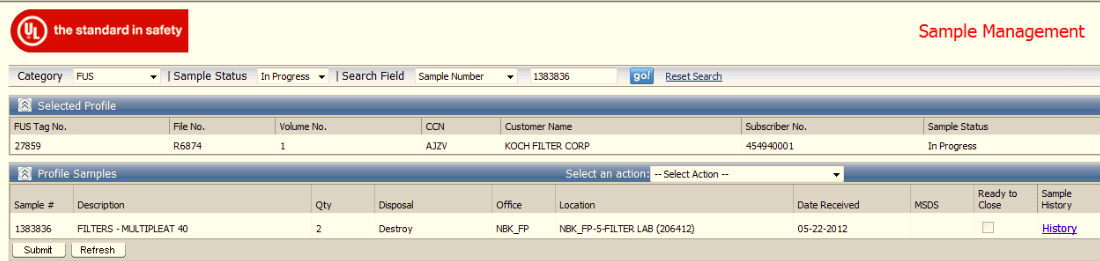 UL the standard in safety
Sample Management
Category FUS | Sample Status In Progress | Search Field Sample Number 1383836 go! Reset Search
Selected Profile
FUS Tag No. File No. Volume No. CCN Customer Name Subscriber No. Sample Status
27859 R6874 1 AJZV KOCH FILTER CORP 454940001 In Progress
Profile Samples Select an action: -- Select Action --
Sample # Description Qty Disposal Office Location Date Received MSDS Ready to Close Sample History
1383836 FILTERS - MULTIPLEAT 40 2 Destroy NBK_FP NBK_FP-5-FILTER LAB (206412) 05-22-2012 History
Submit Refresh